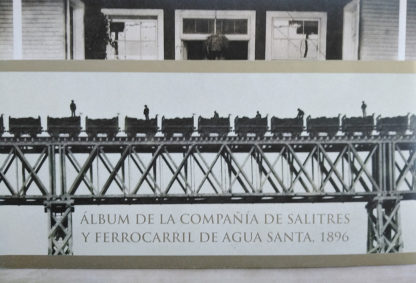 ÁLBUM DE LA COMPAÑÍA DE SALITRES
Y FERROCARRIL DE AGUA SANTA, 1896